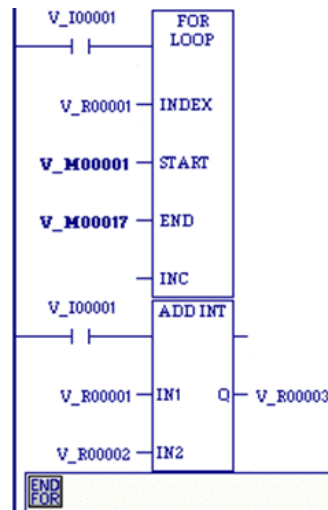 V_I00001
FOR
LOOP
V_R00001 INDEX
V_M00001 START
V_M00017 END
INC
V_I00001
ADD INT
V_R00001 IN1 Q V_R00003
V_R00002 IN2
END
FOR